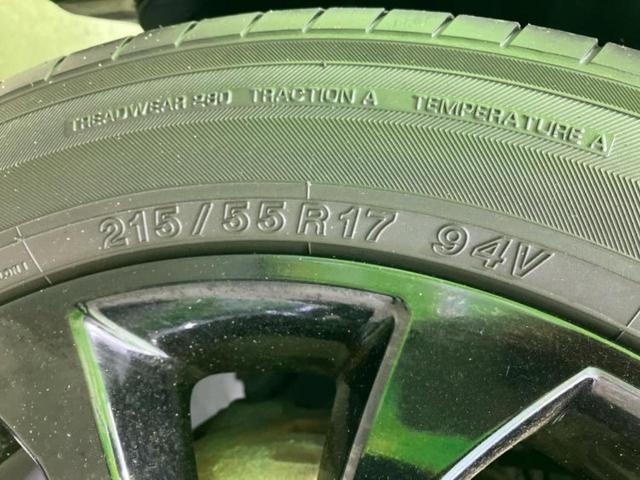 TREADWEAR 280 TRACTION A TEMPERATURE A
215/55R17 94V